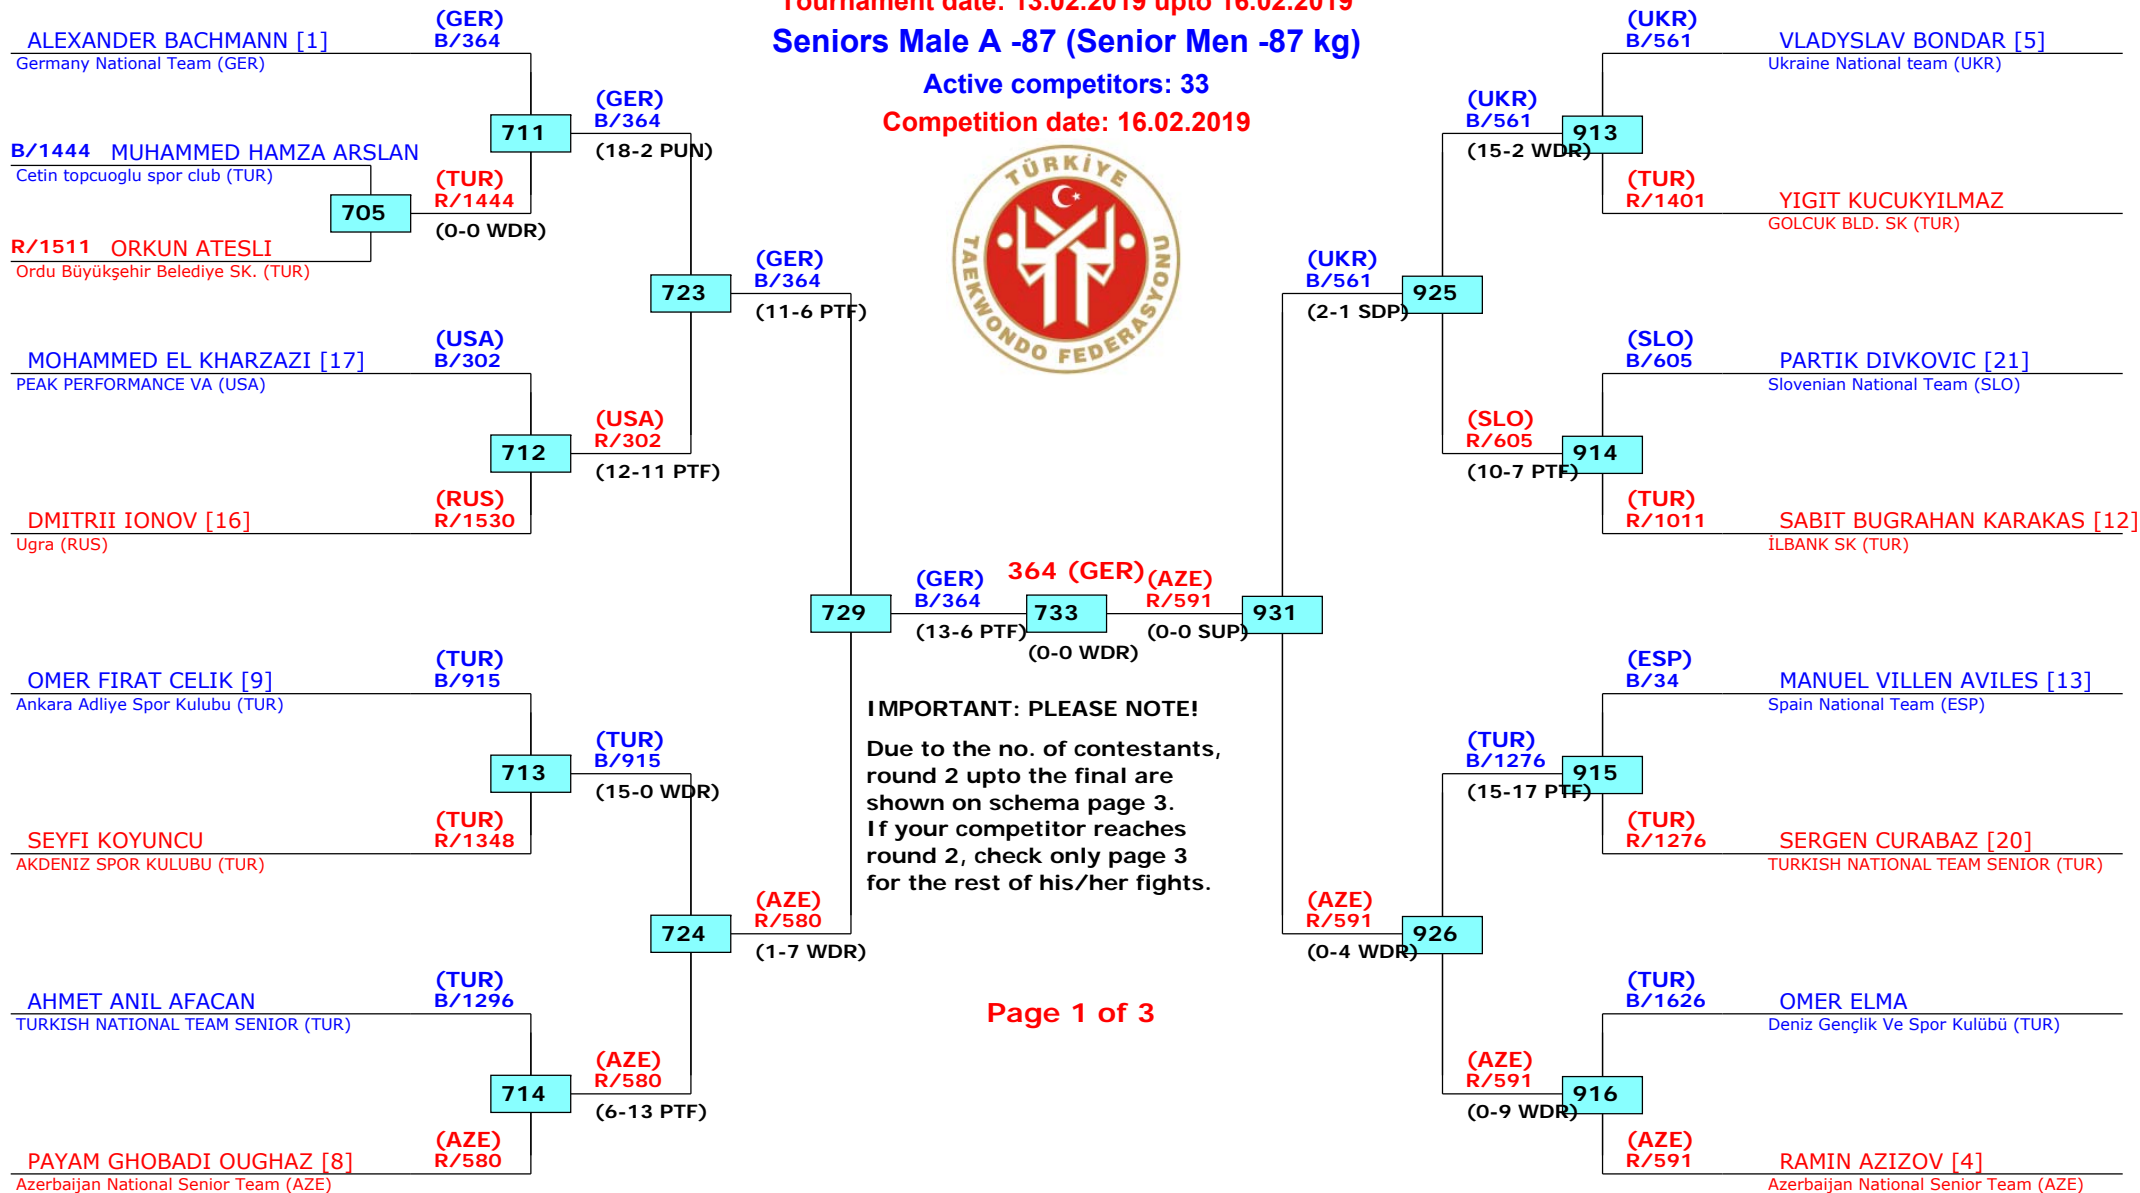 Tournament date: 13.02.2019 upto 16.02.2019
Seniors Male A -87 (Senior Men -87 kg)
Active competitors: 33
Competition date: 16.02.2019
TÜRKİYE
TAEKWONDO FEDERASYONU
ALEXANDER BACHMANN [1]
Germany National Team (GER)
(GER)
B/364
B/1444 MUHAMMED HAMZA ARSLAN
Cetin topcuoglu spor club (TUR)
R/1511 ORKUN ATESLI
Ordu Büyükşehir Belediye SK. (TUR)
705
(TUR)
R/1444
(0-0 WDR)
711
(GER)
B/364
(18-2 PUN)
MOHAMMED EL KHARZAZI [17]
PEAK PERFORMANCE VA (USA)
(USA)
B/302
DMITRII IONOV [16]
Ugra (RUS)
(RUS)
R/1530
712
(USA)
R/302
(12-11 PTF)
723
(GER)
B/364
(11-6 PTF)
OMER FIRAT CELIK [9]
Ankara Adliye Spor Kulubu (TUR)
(TUR)
B/915
SEYFI KOYUNCU
AKDENIZ SPOR KULUBU (TUR)
(TUR)
R/1348
713
(TUR)
B/915
(15-0 WDR)
AHMET ANIL AFACAN
TURKISH NATIONAL TEAM SENIOR (TUR)
(TUR)
B/1296
PAYAM GHOBADI OUGHAZ [8]
Azerbaijan National Senior Team (AZE)
(AZE)
R/580
714
(AZE)
R/580
(6-13 PTF)
724
(AZE)
R/580
(1-7 WDR)
729
(GER)
B/364
(13-6 PTF)
364 (GER)
733
(0-0 WDR)
(AZE)
R/591
(0-0 SUP)
931
IMPORTANT: PLEASE NOTE!
Due to the no. of contestants,
round 2 upto the final are
shown on schema page 3.
If your competitor reaches
round 2, check only page 3
for the rest of his/her fights.
Page 1 of 3
(UKR)
B/561
(2-1 SDP)
925
(UKR)
B/561
(15-2 WDR)
913
(UKR)
B/561
VLADYSLAV BONDAR [5]
Ukraine National team (UKR)
(TUR)
R/1401
YIGIT KUCUKYILMAZ
GOLCUK BLD. SK (TUR)
(SLO)
R/605
(10-7 PTF)
914
(SLO)
B/605
PARTIK DIVKOVIC [21]
Slovenian National Team (SLO)
(TUR)
R/1011
SABIT BUGRAHAN KARAKAS [12]
İLBANK SK (TUR)
(AZE)
R/591
(0-4 WDR)
926
(TUR)
B/1276
(15-17 PTF)
915
(ESP)
B/34
MANUEL VILLEN AVILES [13]
Spain National Team (ESP)
(TUR)
R/1276
SERGEN CURABAZ [20]
TURKISH NATIONAL TEAM SENIOR (TUR)
(AZE)
R/591
(0-9 WDR)
916
(TUR)
B/1626
OMER ELMA
Deniz Gençlik Ve Spor Kulübü (TUR)
(AZE)
R/591
RAMIN AZIZOV [4]
Azerbaijan National Senior Team (AZE)